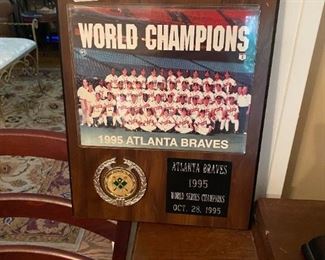 WORLD CHAMPIONS
1995 ATLANTA BRAVES
ATLANTA BRAVES
1995
WORLD SERIES CHAMPIONS
OCT. 28, 1995